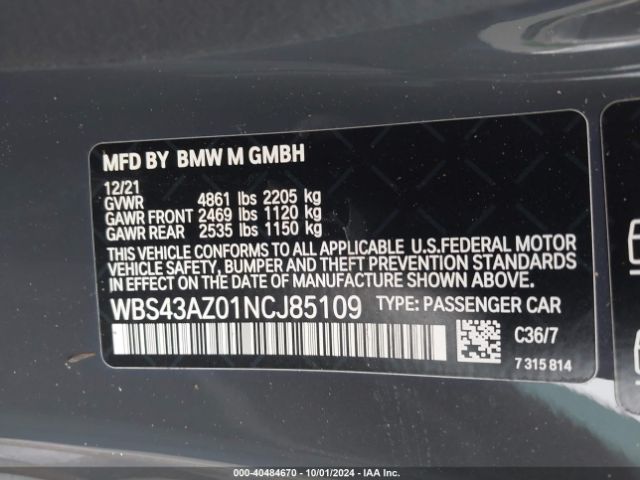 MFD BY BMW M GMBH
12/21
GVWR 4861 lbs 2205 kg
GAWR FRONT 2469 lbs 1120 kg
GAWR REAR 2535 lbs 1150 kg
THIS VEHICLE CONFORMS TO ALL APPLICABLE U.S.FEDERAL MOTOR
VEHICLE SAFETY, BUMPER, AND THEFT PREVENTION STANDARDS
IN EFFECT ON THE DATE OF MANUFACTURE SHOWN ABOVE.
WBS43AZ01NCJ85109 TYPE: PASSENGER CAR
C36/7
7 315 814
000-40484670 - 10/01/2024 - IAA Inc.